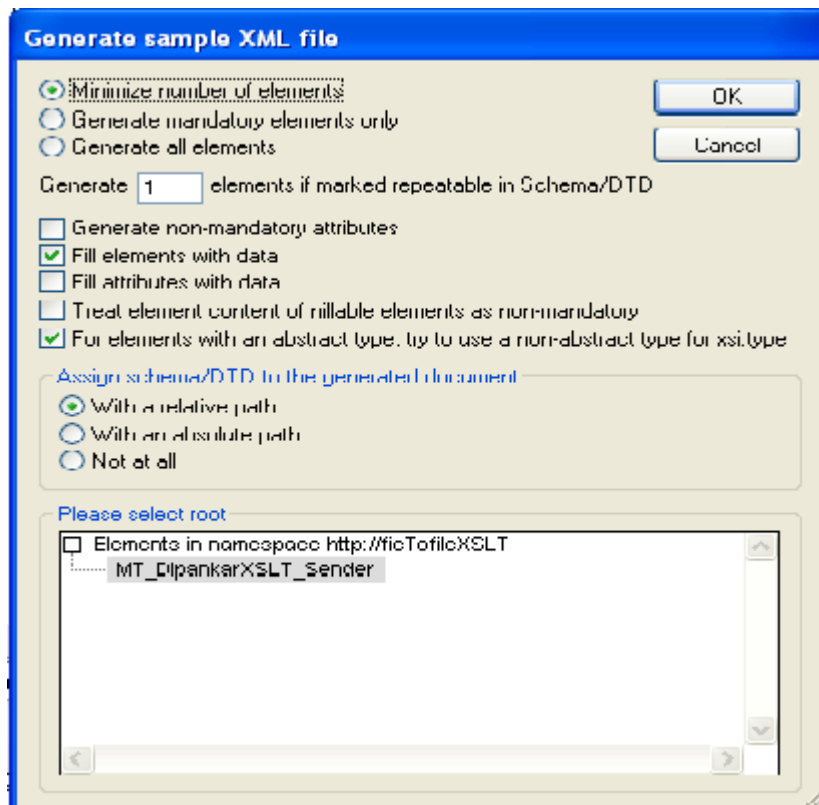 Generate sample XML file
Minimize number of elements
OK
Generate mandatory elements only
Generate all elements
Cancel
Generate 1 elements if marked repeatable in Schema/DTD
Generate non-mandatory attributes
Fill elements with data
Fill attributes with data
Treat element content of nillable elements as non-mandatory
For elements with an abstract type, try to use a non-abstract type for xsi:type
Assign schema/DTD to the generated document
With a relative path
With an absolute path
Not at all
Please select root
Elements in namespace http://ficTofileXSLT
MT_DipankarXSLT_Sender